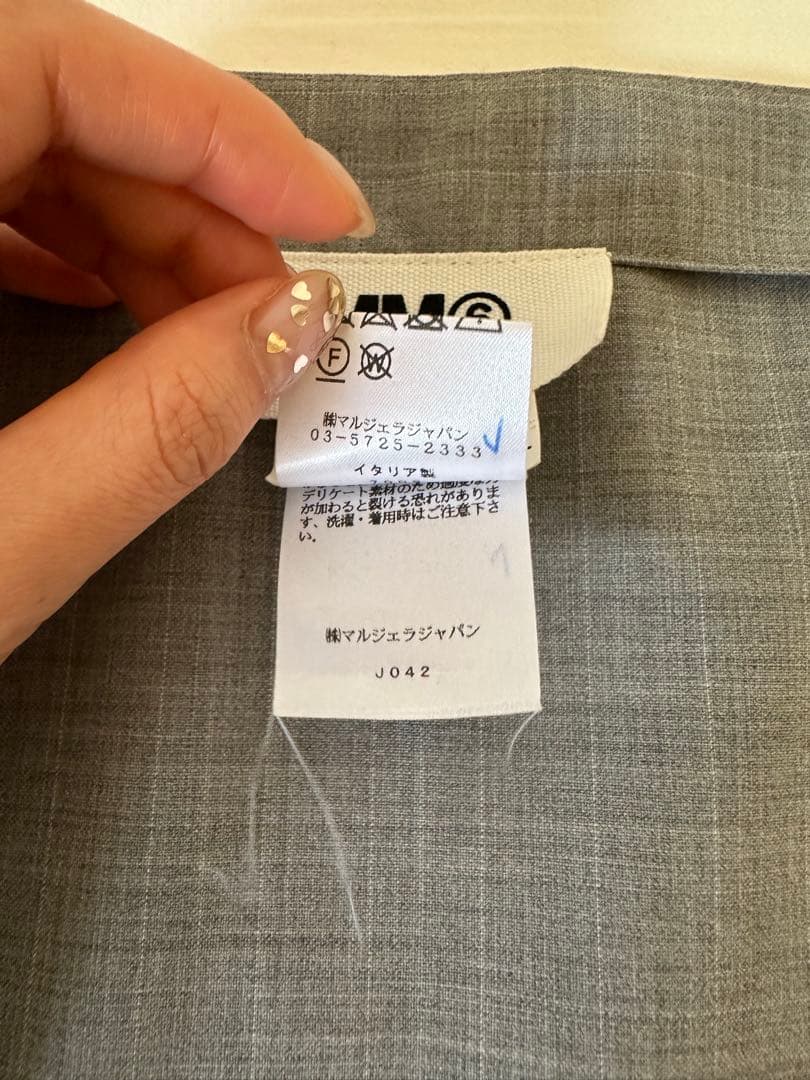 MM6
F W
㈱マルジェラジャパン
03-5725-2333
イタリア製
デリケート素材のため過度な力
が加わると裂ける恐れがありま
す、洗濯・着用時はご注意下さ
い。
㈱マルジェラジャパン
J042